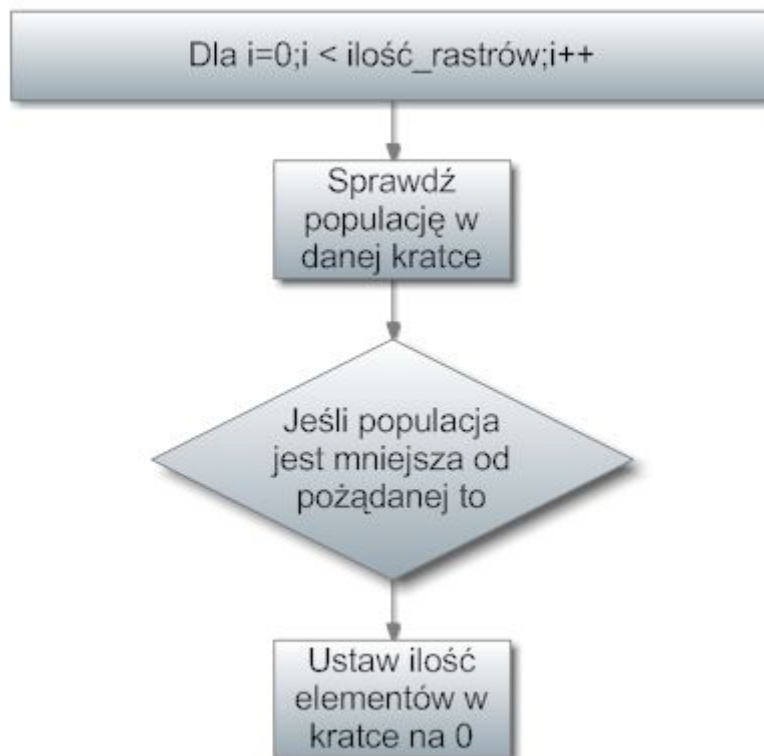 Dla i=0;i < ilość_rastrów;i++
Sprawdź
populację w
danej kratce
Jeśli populacja
jest mniejsza od
pożądanej to
Ustaw ilość
elementów w
kratce na 0